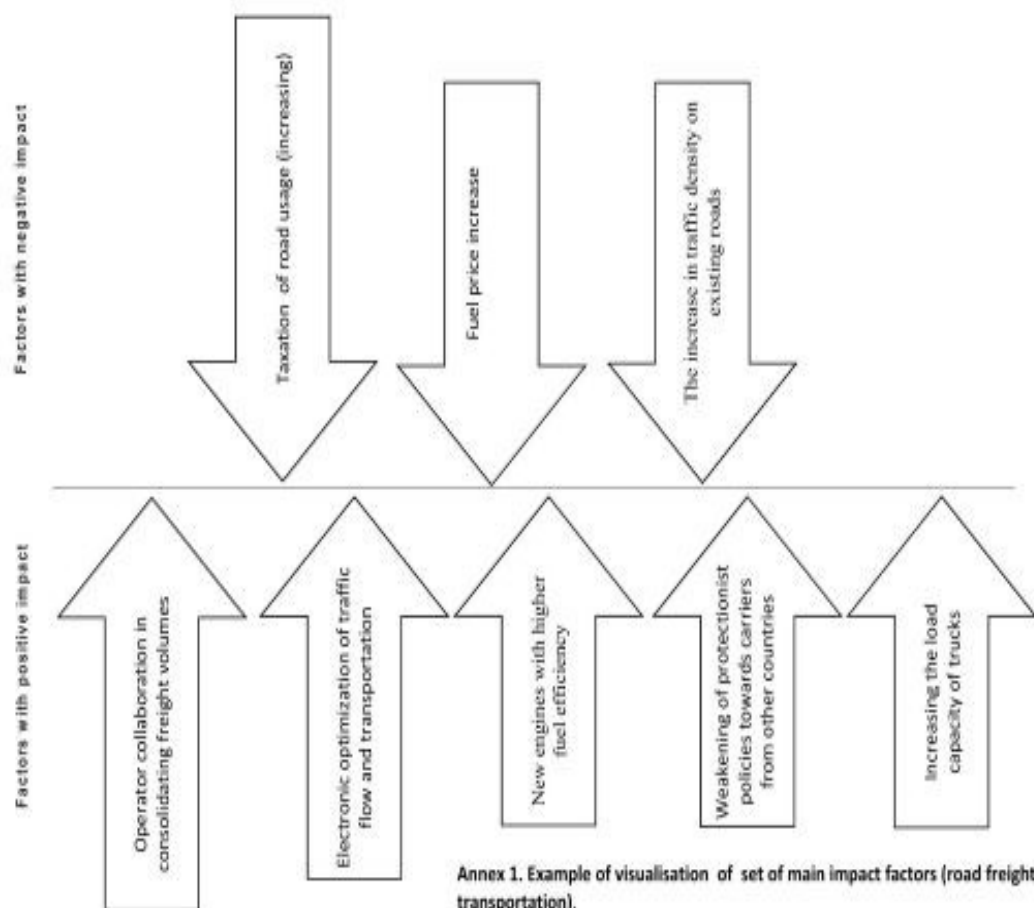 Factors with negative impact
Taxation of road usage (increasing)
Fuel price increase
The increase in traffic density on
existing roads
Factors with positive impact
Operator collaboration in
consolidating freight volumes
Electronic optimization of traffic
flow and transportation
New engines with higher
fuel efficiency
Weakening of protectionist
policies towards carriers
from other countries
Increasing the load
capacity of trucks
Annex 1. Example of visualisation of set of main impact factors (road freight
transportation).